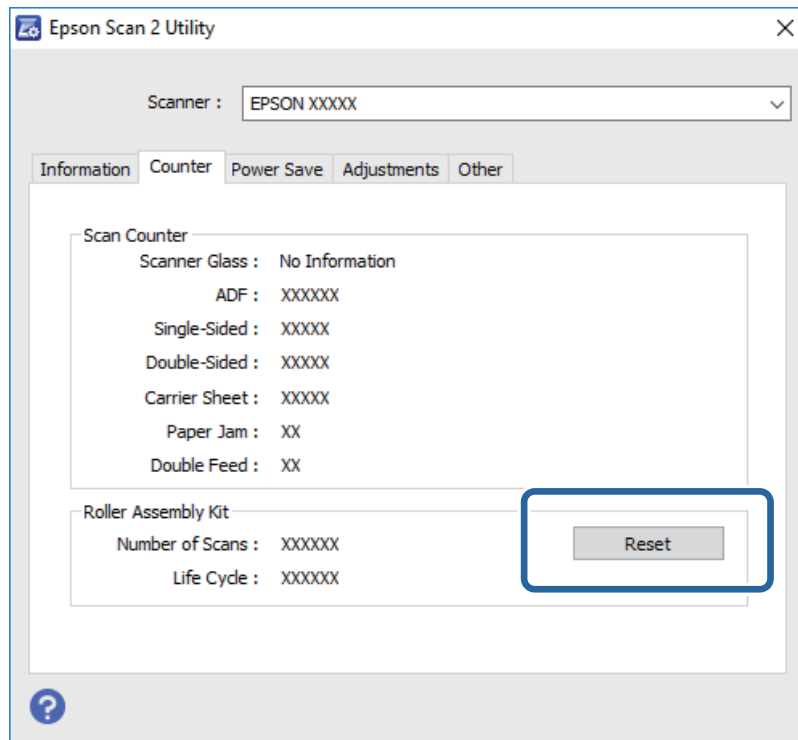 Epson Scan 2 Utility
Scanner : EPSON XXXXX
Information Counter Power Save Adjustments Other
Scan Counter
Scanner Glass : No Information
ADF : XXXXXX
Single-Sided : XXXXX
Double-Sided : XXXXX
Carrier Sheet : XXXXX
Paper Jam : XX
Double Feed : XX
Roller Assembly Kit
Number of Scans : XXXXXX Reset
Life Cycle : XXXXXX
?